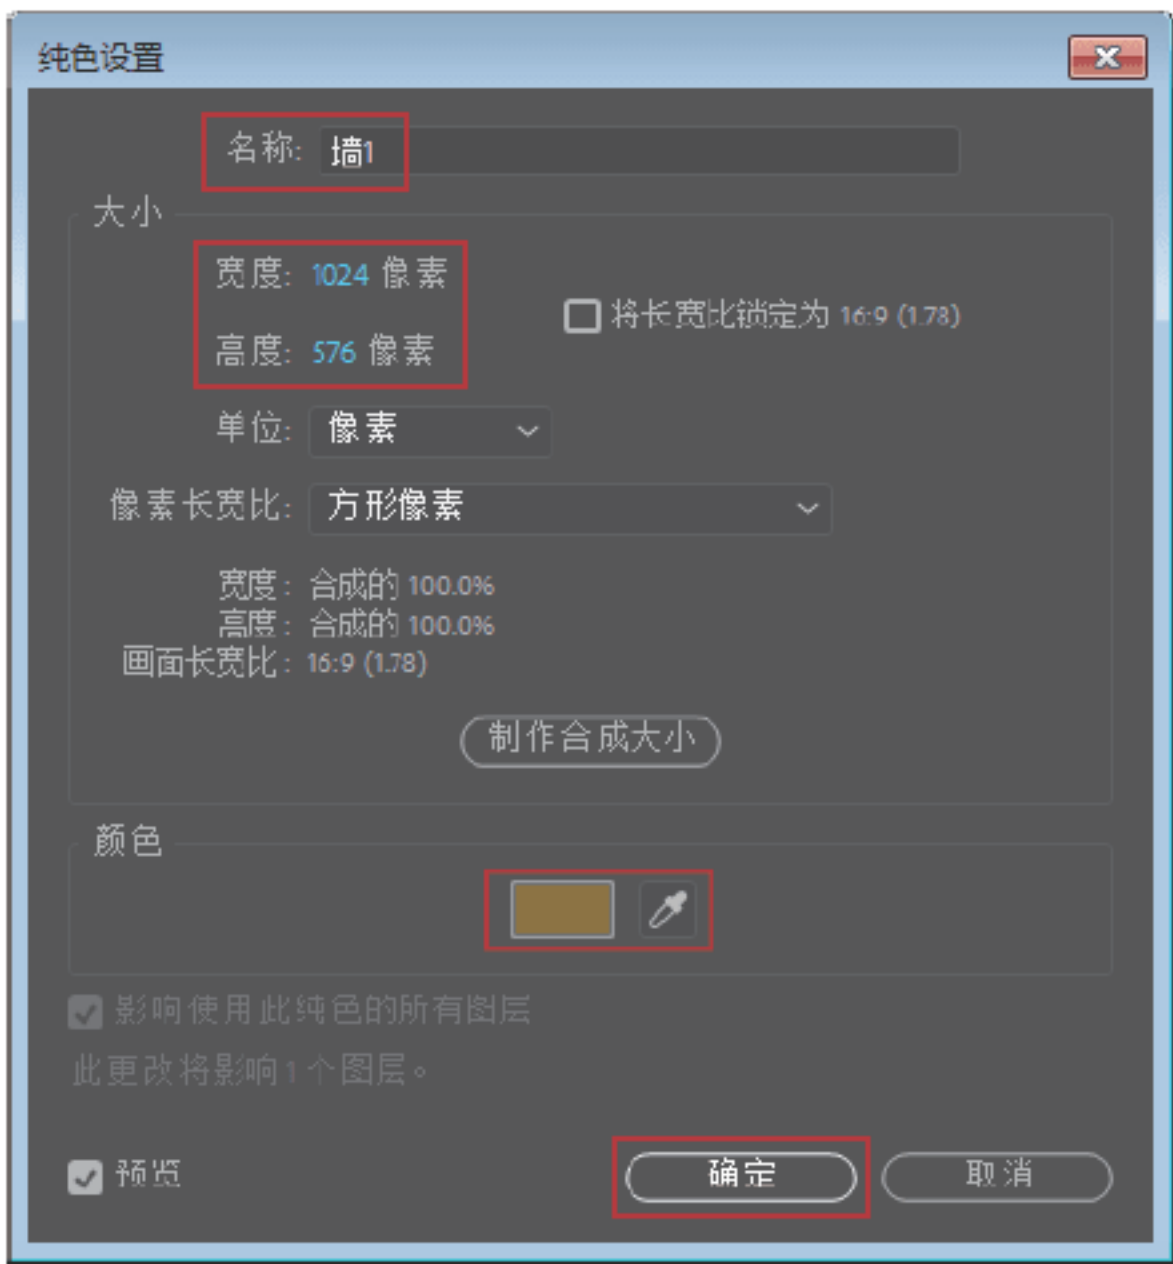 纯色设置
名称: 墙1
大小
宽度: 1024 像素
将长宽比锁定为 16:9 (1.78)
高度: 576 像素
单位: 像素
像素长宽比: 方形像素
宽度: 合成的 100.0%
高度: 合成的 100.0%
画面长宽比: 16:9 (1.78)
制作合成大小
颜色
影响使用此纯色的所有图层
此更改将影响 1 个图层。
预览
确定
取消